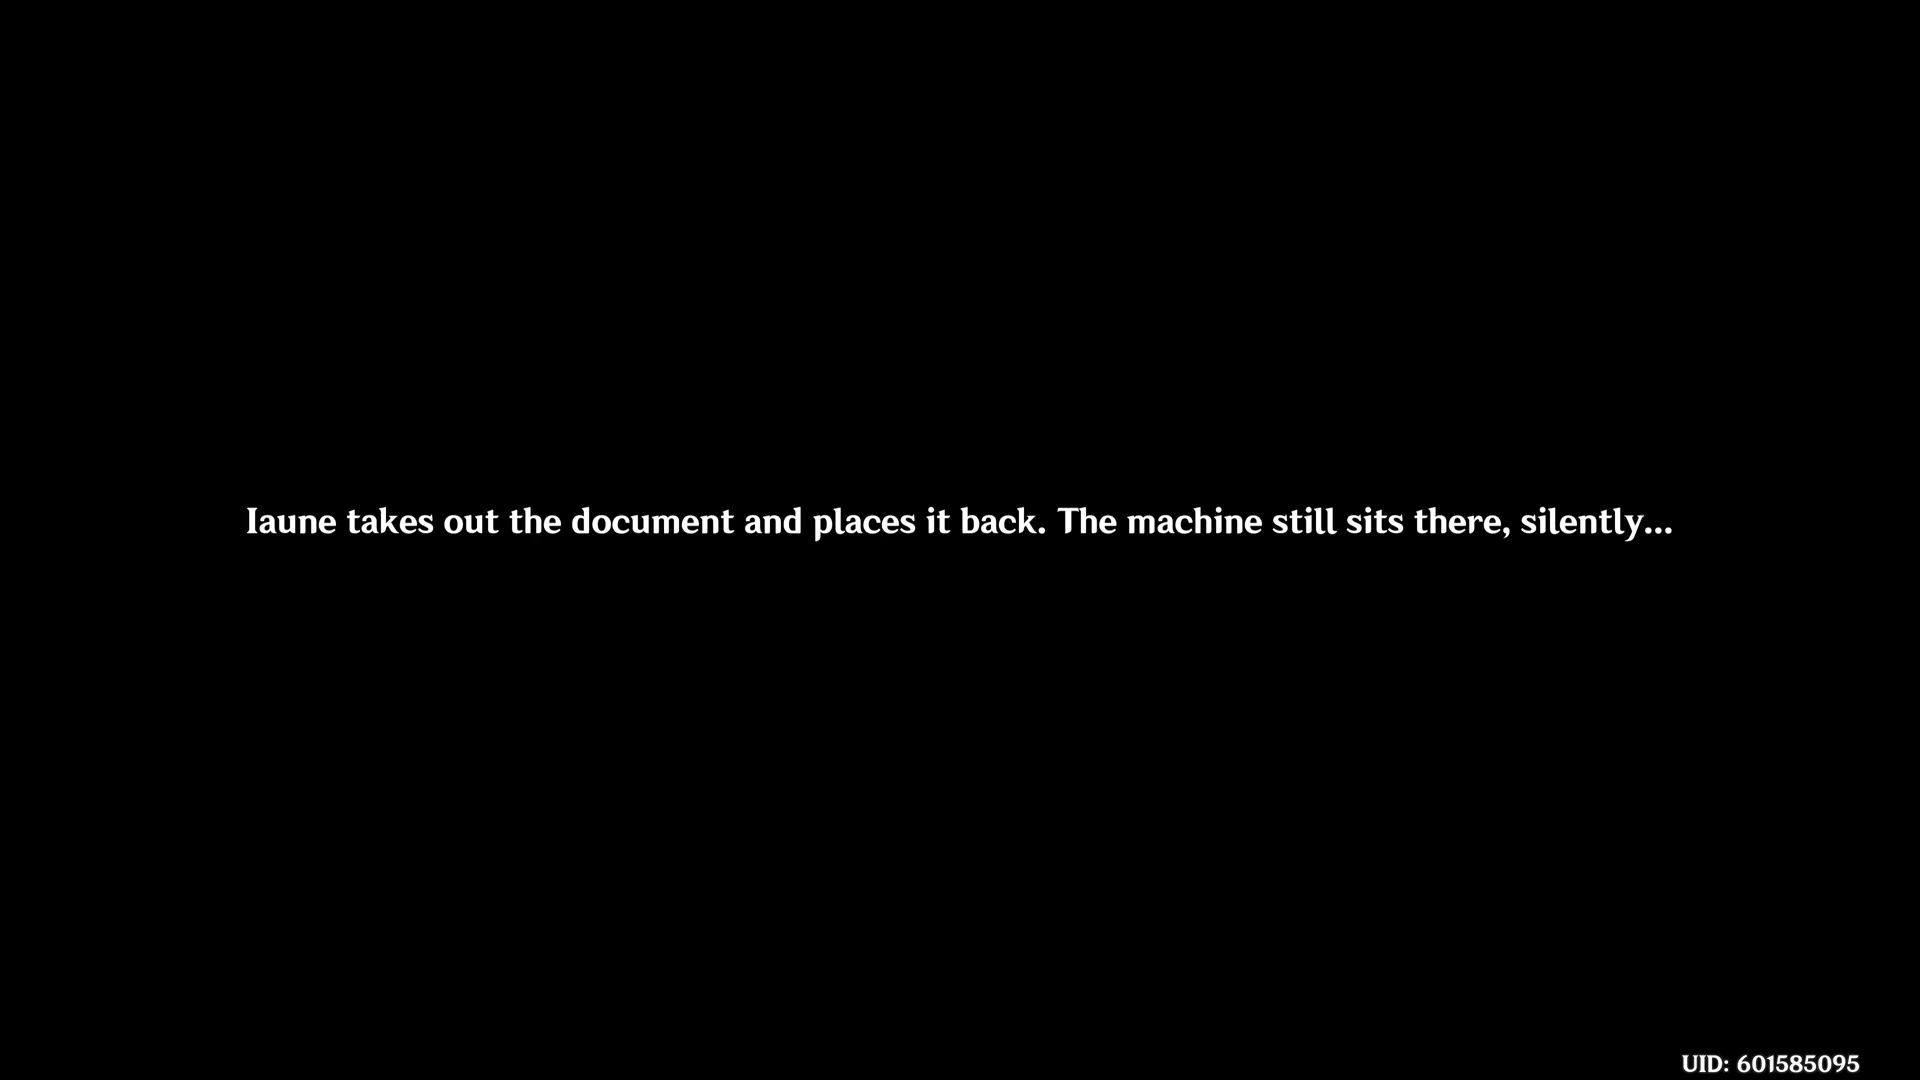 Iaune takes out the document and places it back. The machine still sits there, silently...
UID: 601585095